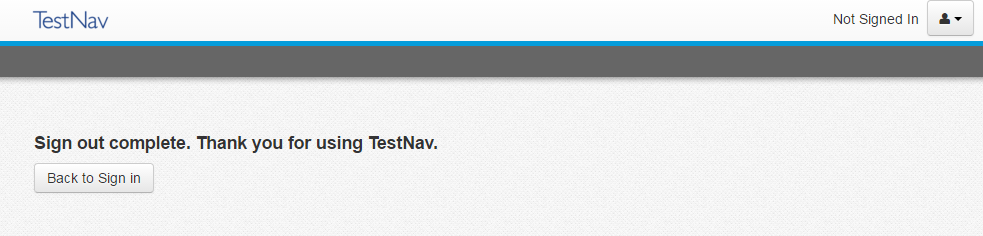 TestNav
Not Signed In
Sign out complete. Thank you for using TestNav.
Back to Sign in